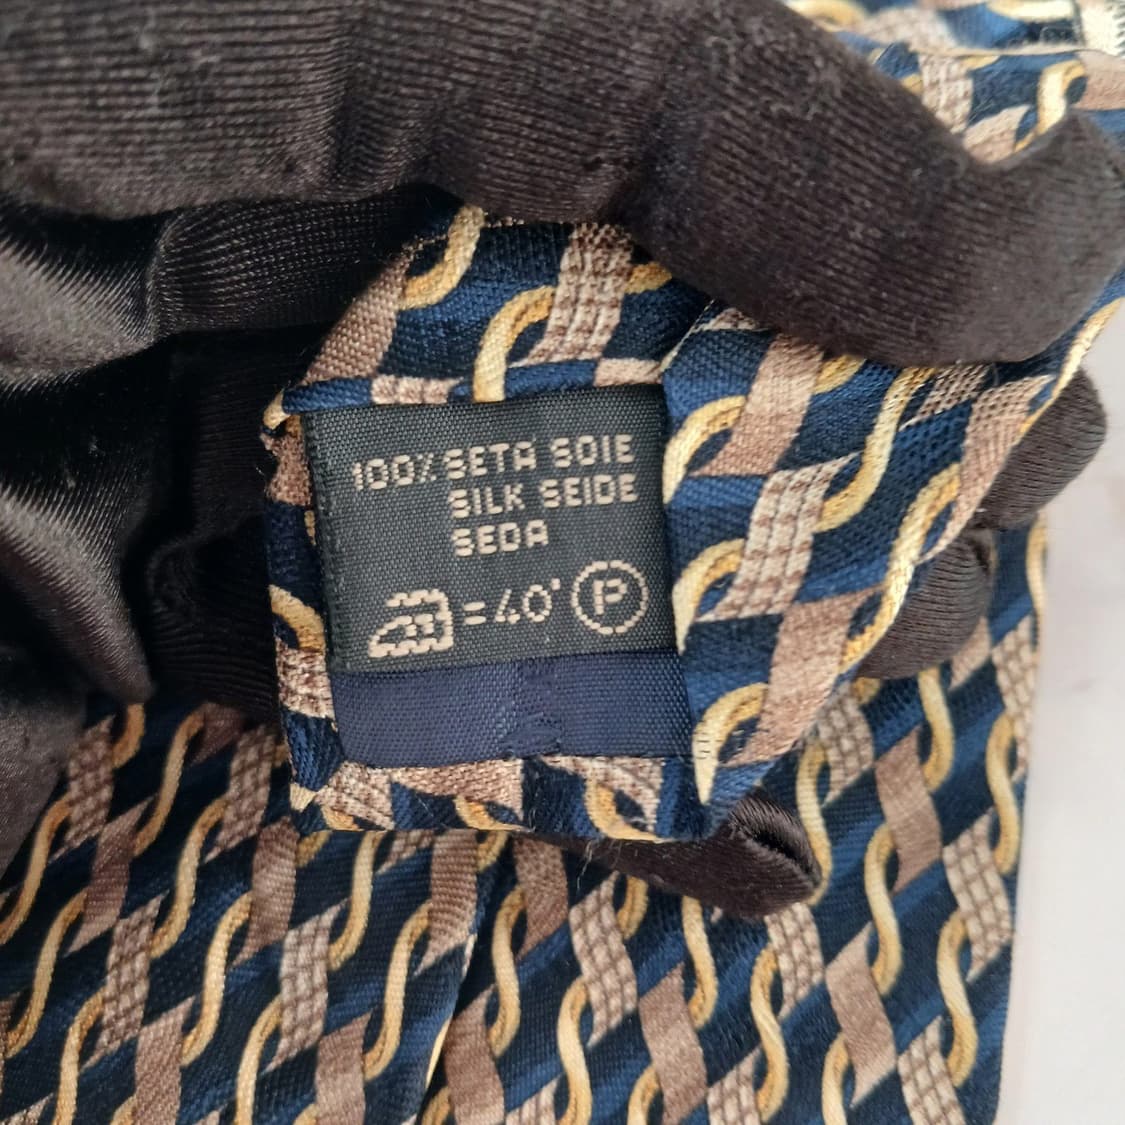 100% SETA SOIE
SILK SEIDE
SEDA
=40° P